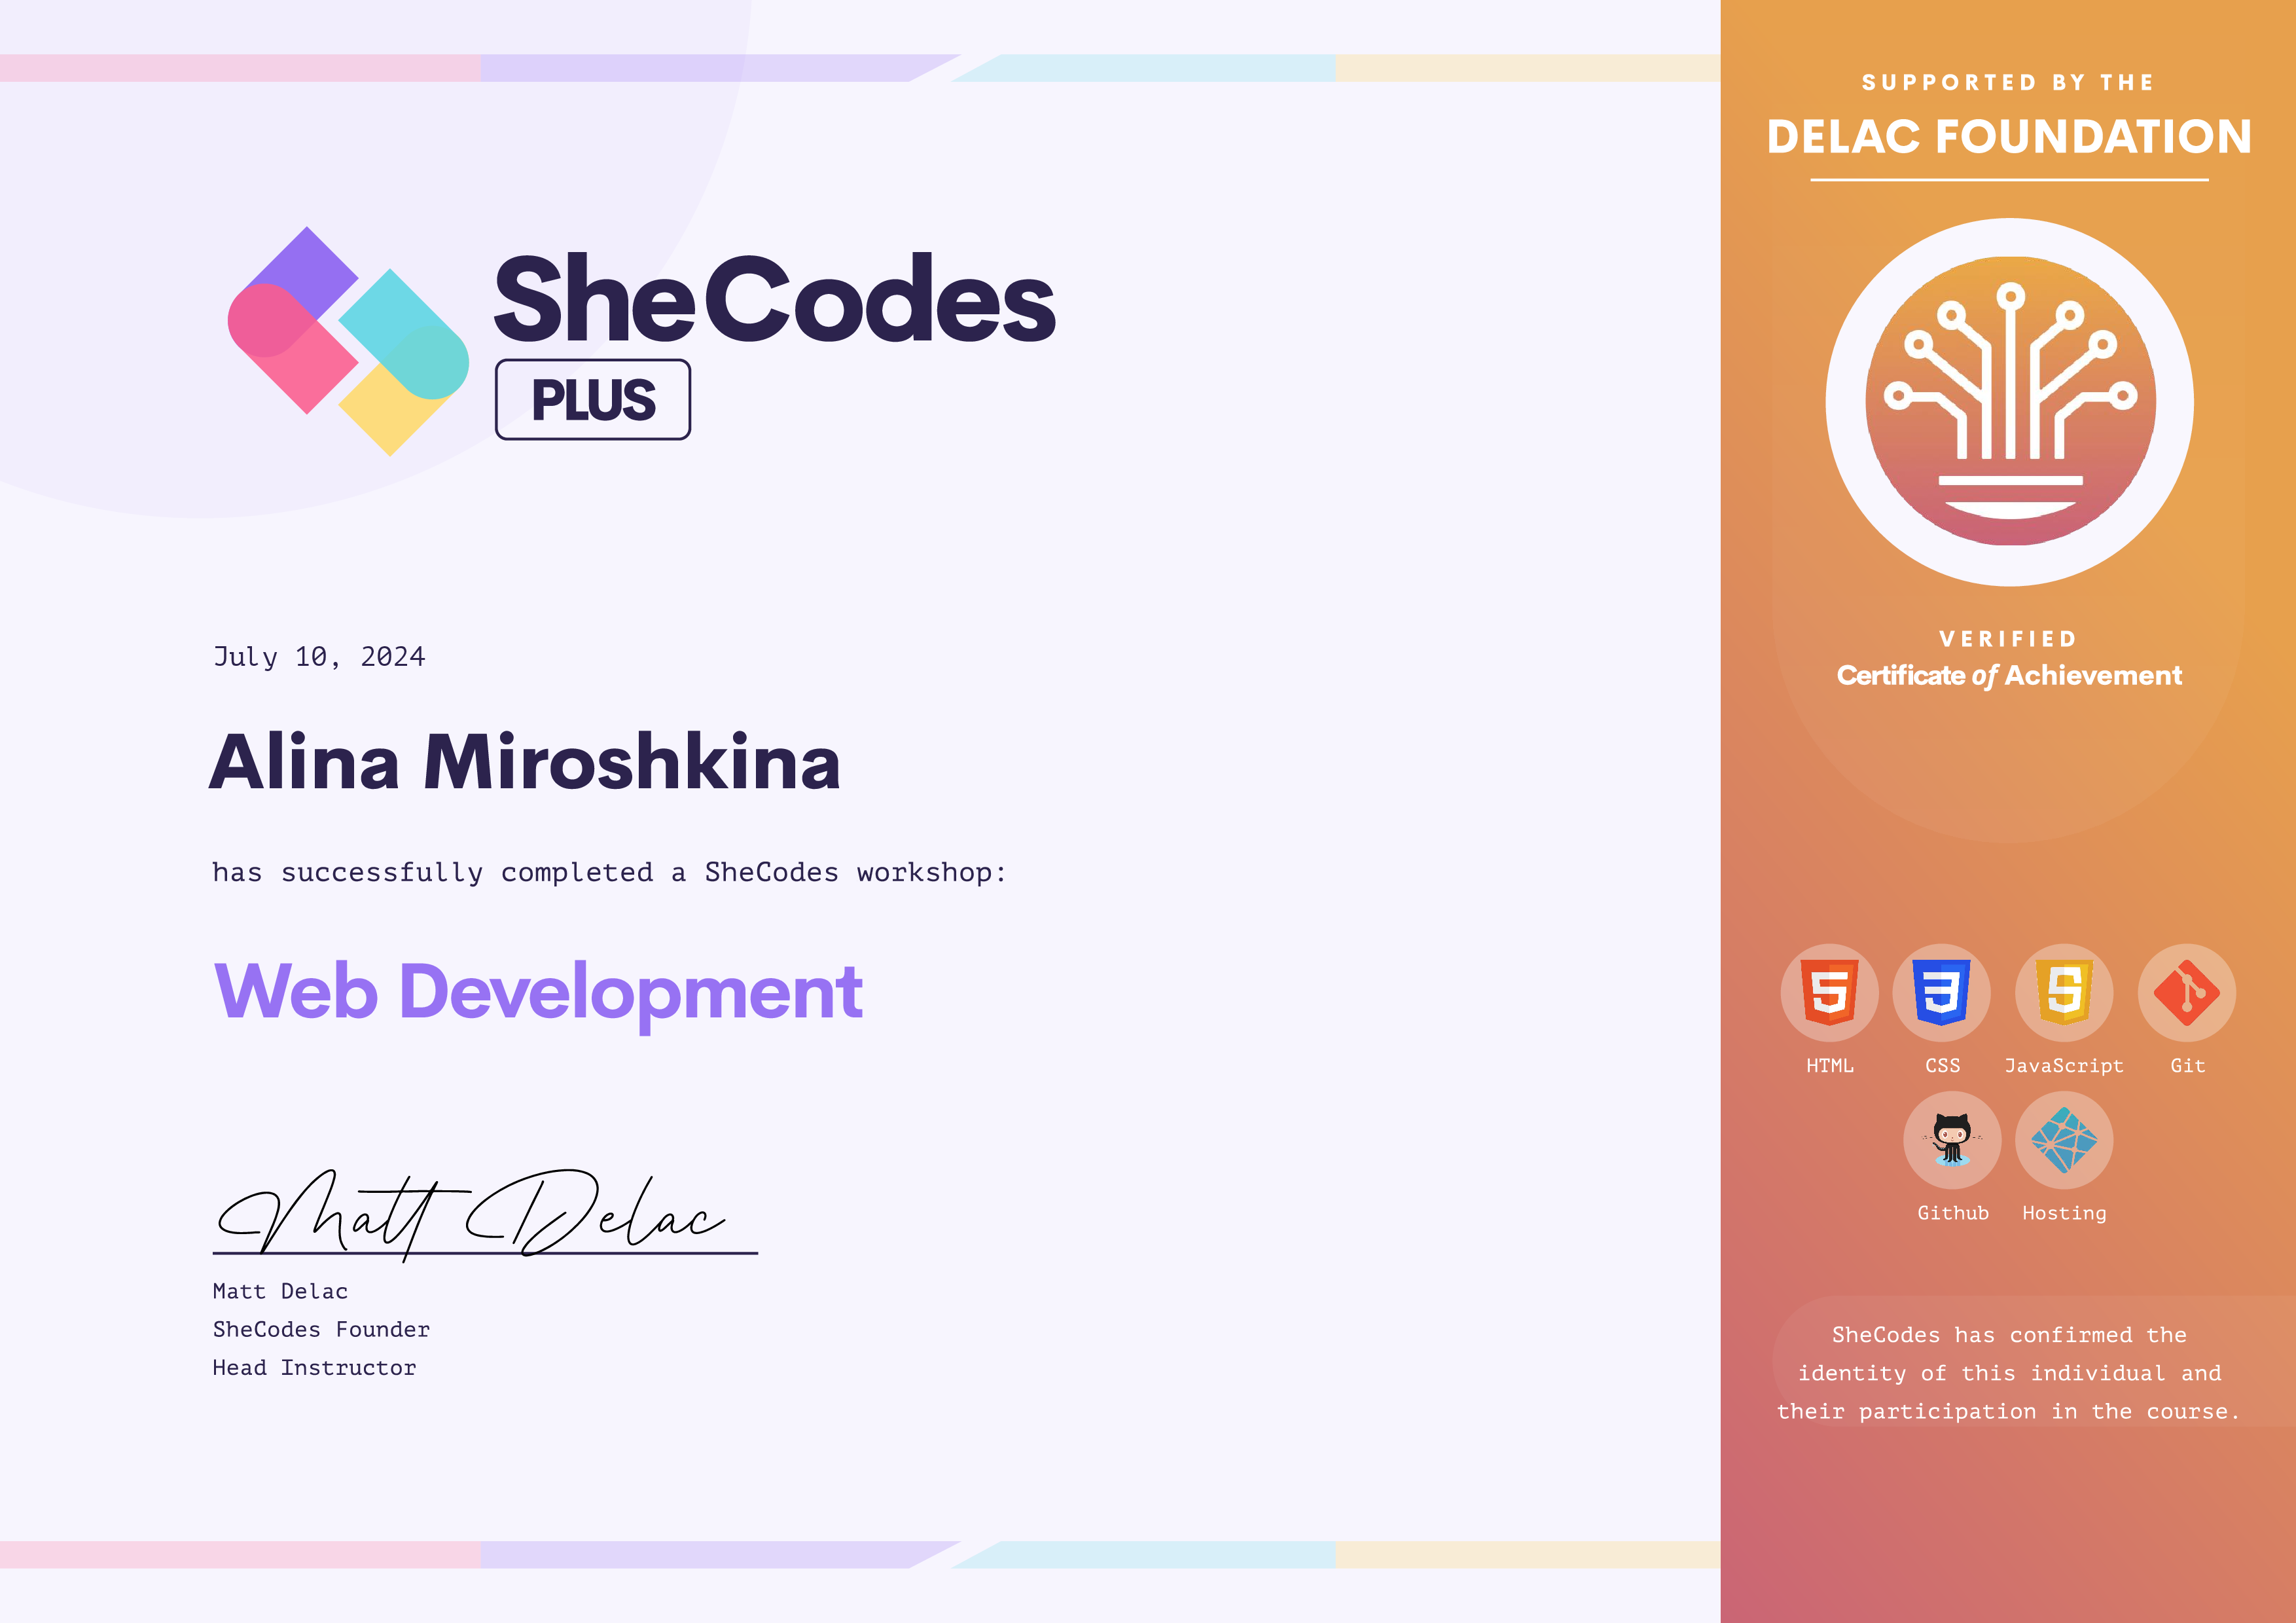 SheCodes
PLUS
July 10, 2024
Alina Miroshkina
has successfully completed a SheCodes workshop:
Web Development
Matt Delac
Matt Delac
SheCodes Founder
Head Instructor
SUPPORTED BY THE
DELAC FOUNDATION
VERIFIED
Certificate of Achievement
HTML CSS JavaScript Git
Github Hosting
SheCodes has confirmed the
identity of this individual and
their participation in the course.